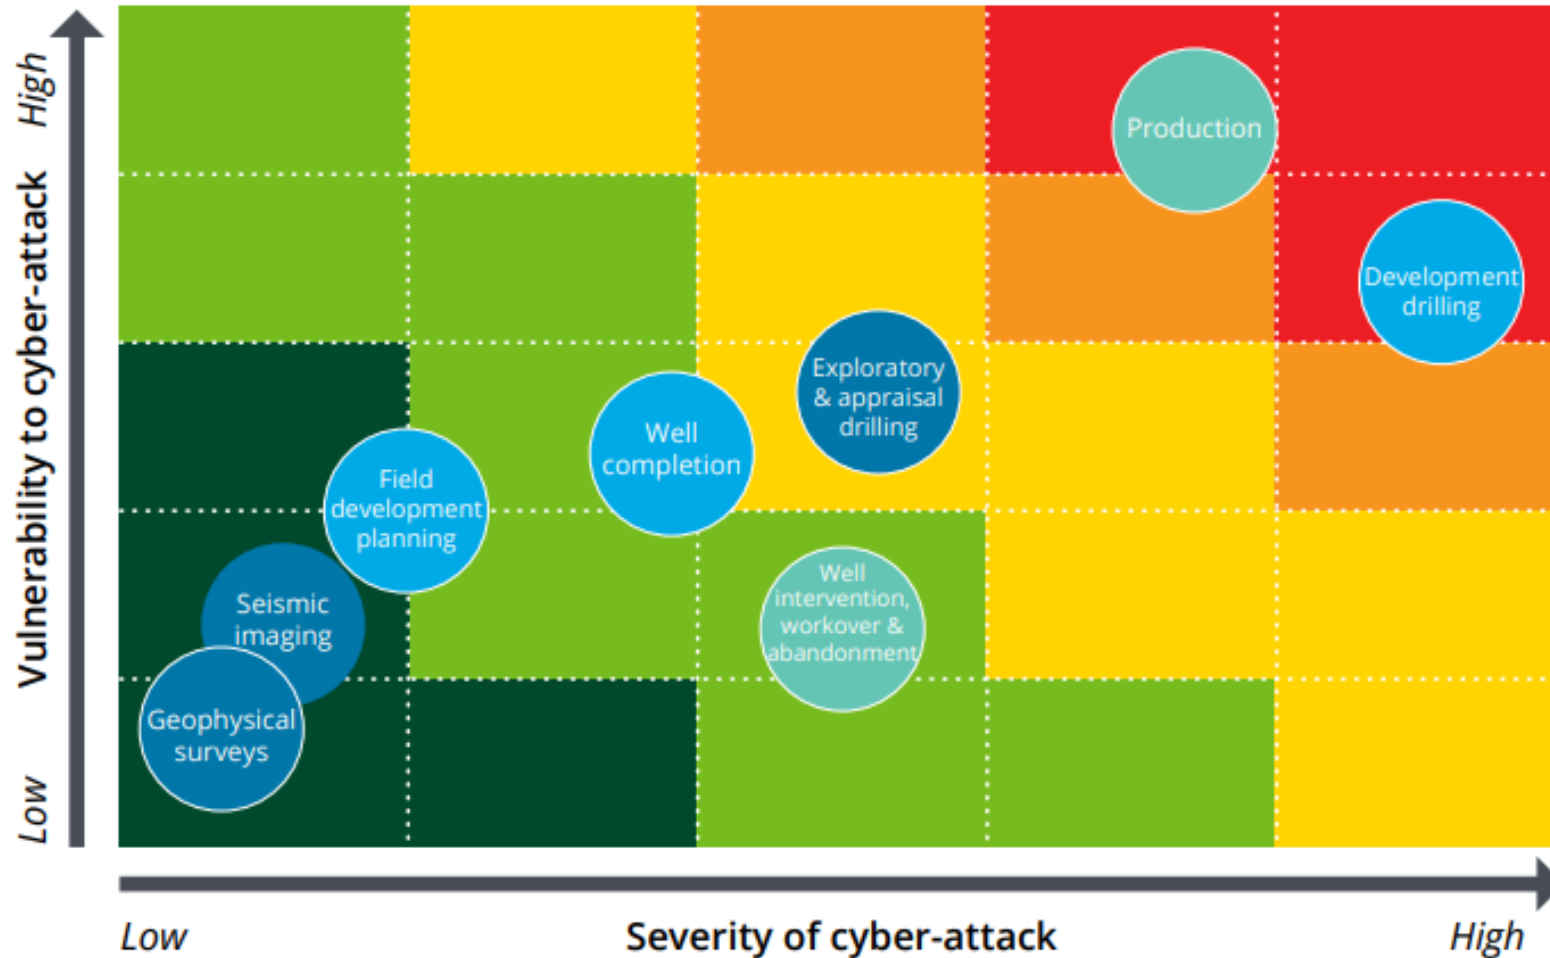 High
Vulnerability to cyber-attack
Low
Production
Development
drilling
Exploratory
& appraisal
drilling
Well
completion
Field
development
planning
Well
intervention,
workover &
abandonment
Seismic
imaging
Geophysical
surveys
Low
Severity of cyber-attack
High